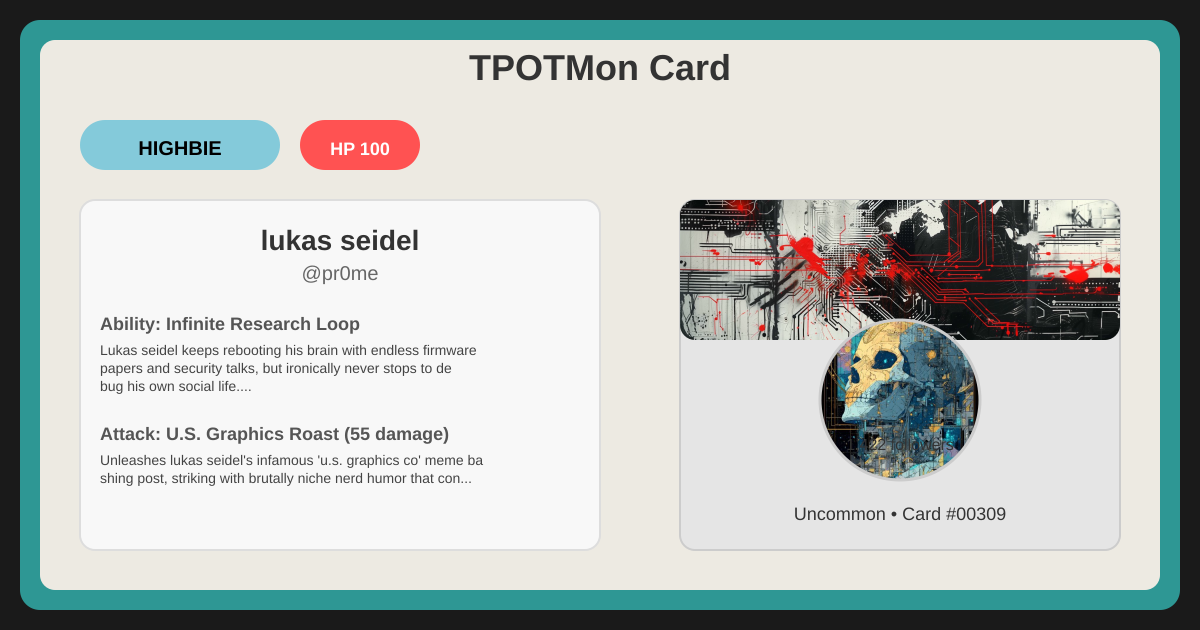 TPOTMon Card
HIGHBIE
HP 100
lukas seidel
@pr0me
Ability: Infinite Research Loop
Lukas seidel keeps rebooting his brain with endless firmware
papers and security talks, but ironically never stops to de
bug his own social life....
Attack: U.S. Graphics Roast (55 damage)
Unleashes lukas seidel's infamous 'u.s. graphics co' meme ba
shing post, striking with brutally niche nerd humor that con...
followers
Uncommon • Card #00309